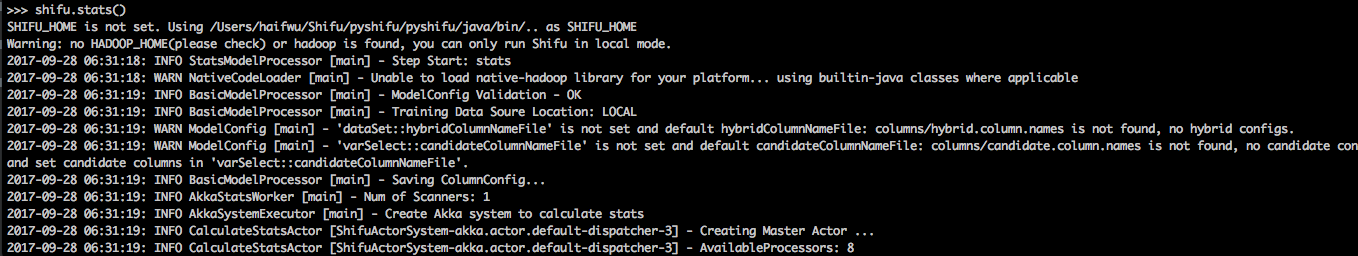 >>> shifu.stats()
SHIFU_HOME is not set. Using /Users/haifwu/Shifu/pyshifu/pyshifu/java/bin/.. as SHIFU_HOME
Warning: no HADOOP_HOME(please check) or hadoop is found, you can only run Shifu in local mode.
2017-09-28 06:31:18: INFO StatsModelProcessor [main] - Step Start: stats
2017-09-28 06:31:18: WARN NativeCodeLoader [main] - Unable to load native-hadoop library for your platform... using builtin-java classes where applicable
2017-09-28 06:31:19: INFO BasicModelProcessor [main] - ModelConfig Validation - OK
2017-09-28 06:31:19: INFO BasicModelProcessor [main] - Training Data Soure Location: LOCAL
2017-09-28 06:31:19: WARN ModelConfig [main] - 'dataSet::hybridColumnNameFile' is not set and default hybridColumnNameFile: columns/hybrid.column.names is not found, no hybrid configs.
2017-09-28 06:31:19: WARN ModelConfig [main] - 'varSelect::candidateColumnNameFile' is not set and default candidateColumnNameFile: columns/candidate.column.names is not found, no candidate con
and set candidate columns in 'varSelect::candidateColumnNameFile'.
2017-09-28 06:31:19: INFO BasicModelProcessor [main] - Saving ColumnConfig...
2017-09-28 06:31:19: INFO AkkaStatsWorker [main] - Num of Scanners: 1
2017-09-28 06:31:19: INFO AkkaSystemExecutor [main] - Create Akka system to calculate stats
2017-09-28 06:31:19: INFO CalculateStatsActor [ShifuActorSystem-akka.actor.default-dispatcher-3] - Creating Master Actor ...
2017-09-28 06:31:19: INFO CalculateStatsActor [ShifuActorSystem-akka.actor.default-dispatcher-3] - AvailableProcessors: 8